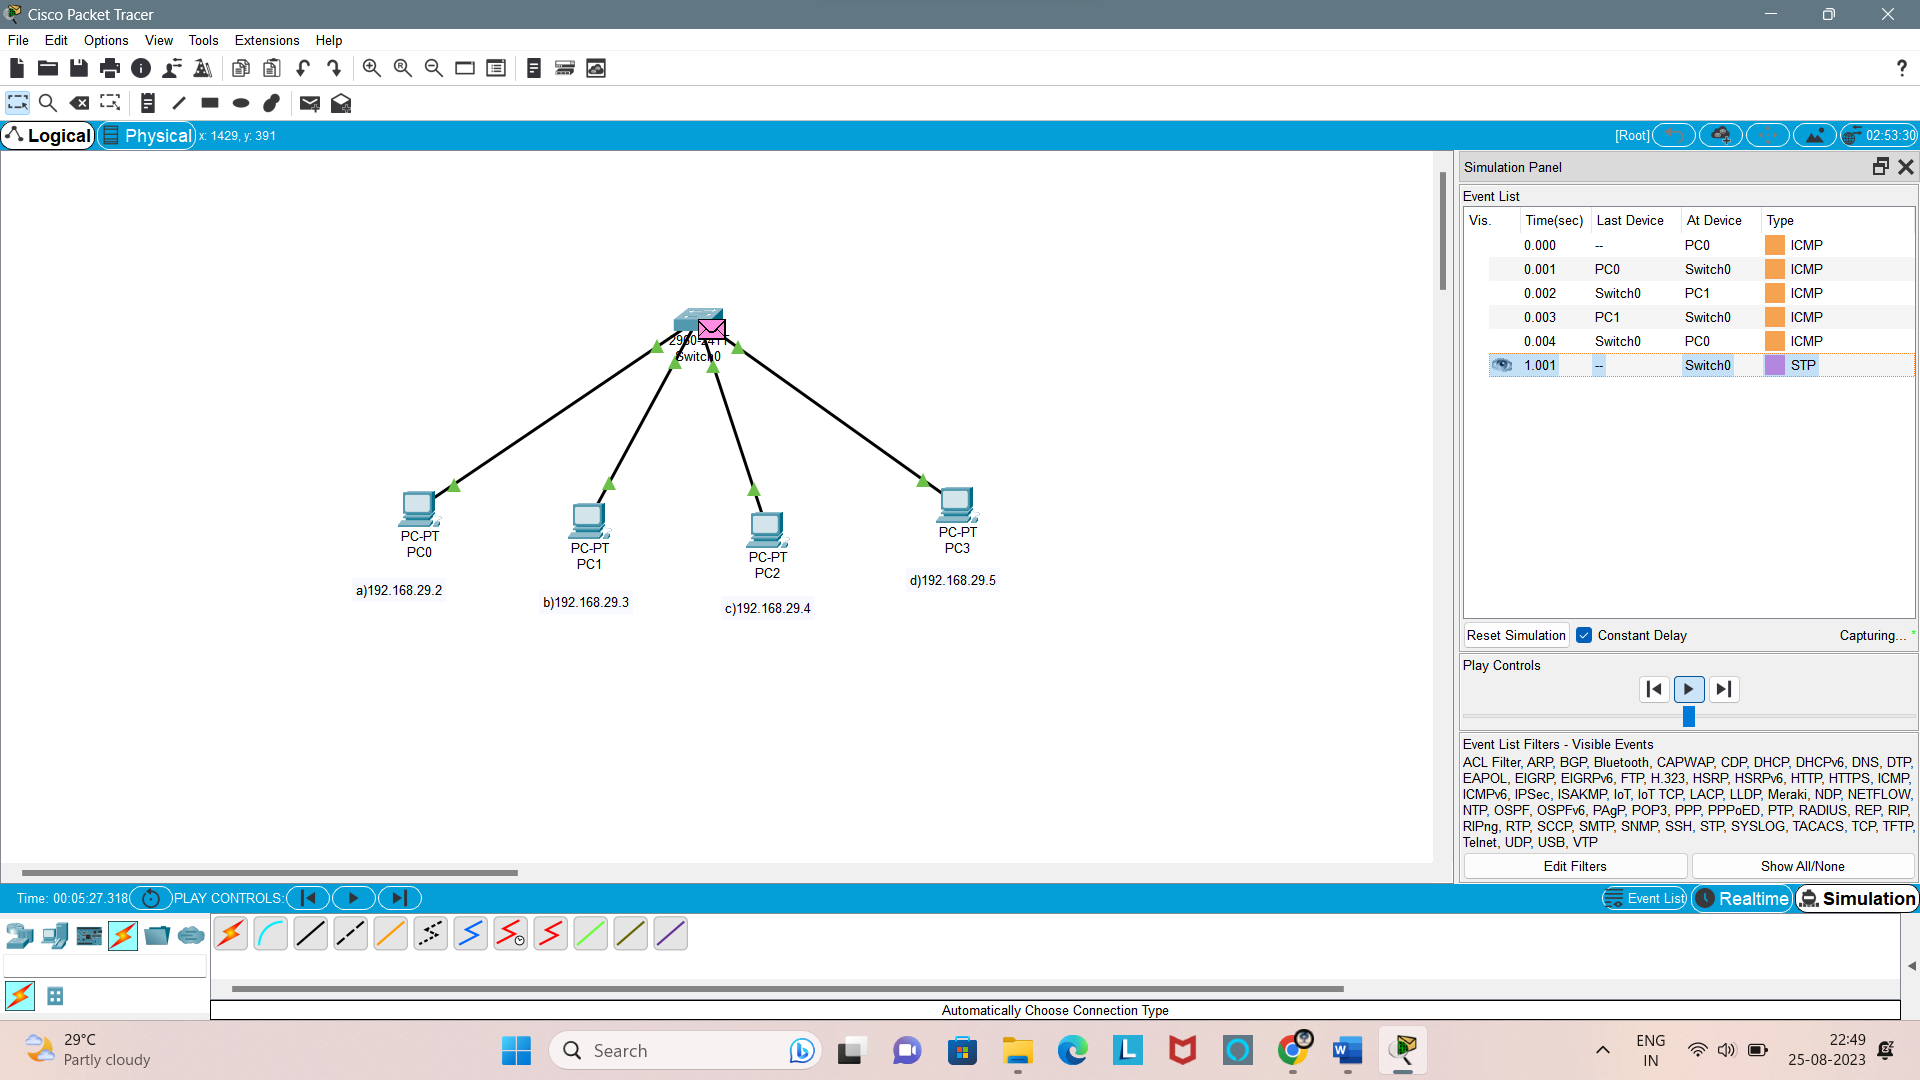 Cisco Packet Tracer
File Edit Options View Tools Extensions Help
?
Logical Physical x: 1429, y: 391 [Root] 02:53:30
Simulation Panel
Event List
Vis. Time(sec) Last Device At Device Type
0.000 -- PC0 ICMP
0.001 PC0 Switch0 ICMP
0.002 Switch0 PC1 ICMP
0.003 PC1 Switch0 ICMP
0.004 Switch0 PC0 ICMP
1.001 -- Switch0 STP
2960-24TT
Switch0
PC-PT
PC0
a)192.168.29.2
PC-PT
PC1
b)192.168.29.3
PC-PT
PC2
c)192.168.29.4
PC-PT
PC3
d)192.168.29.5
Reset Simulation Constant Delay Capturing... *
Play Controls
Event List Filters - Visible Events
ACL Filter, ARP, BGP, Bluetooth, CAPWAP, CDP, DHCP, DHCPv6, DNS, DTP,
EAPOL, EIGRP, EIGRPv6, FTP, H.323, HSRP, HSRPv6, HTTP, HTTPS, ICMP,
ICMPv6, IPSec, ISAKMP, IoT, IoT TCP, LACP, LLDP, Meraki, NDP, NETFLOW,
NTP, OSPF, OSPFv6, PAgP, POP3, PPP, PPPoED, PTP, RADIUS, REP, RIP,
RIPng, RTP, SCCP, SMTP, SNMP, SSH, STP, SYSLOG, TACACS, TCP, TFTP,
Telnet, UDP, USB, VTP
Edit Filters Show All/None
Time: 00:05:27.318 PLAY CONTROLS: Event List Realtime Simulation
Automatically Choose Connection Type
29°C
Partly cloudy
Search
ENG
IN
22:49
25-08-2023